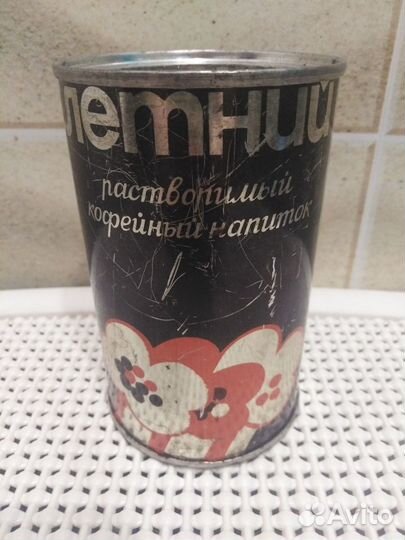 летний
растворимый
кофейный напиток
Avito